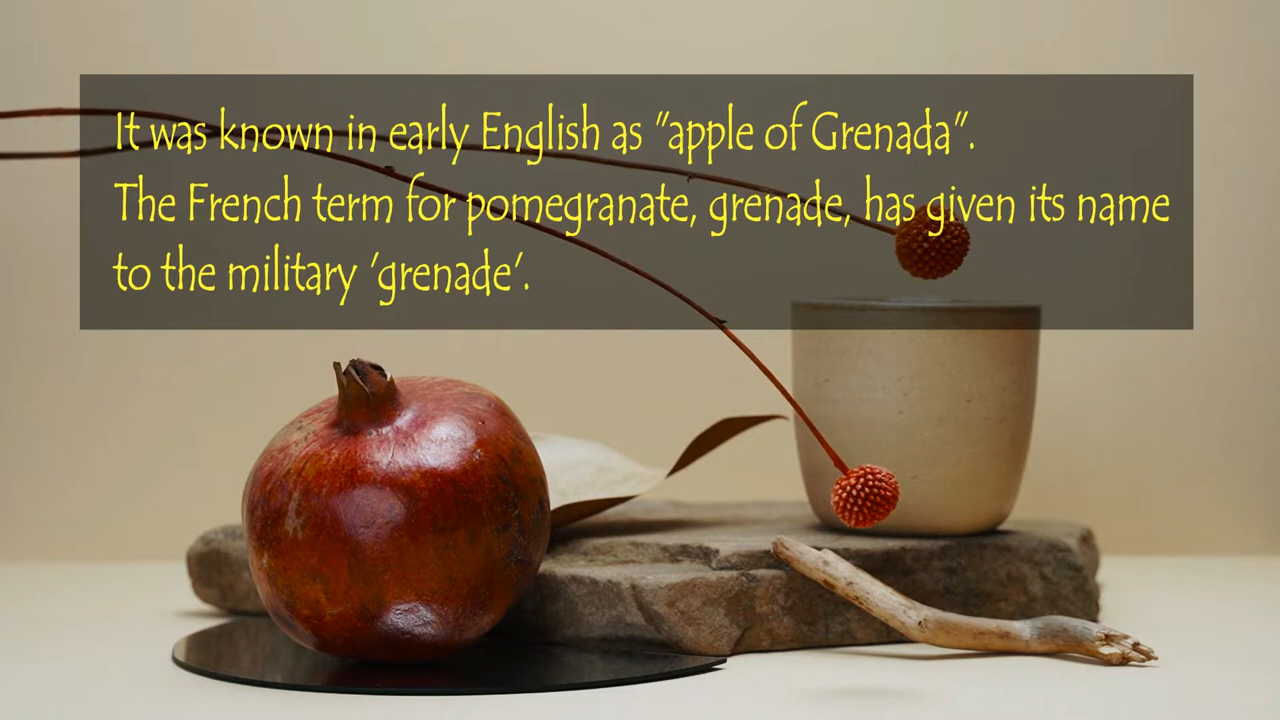 It was known in early English as "apple of Grenada".
The French term for pomegranate, grenade, has given its name
to the military 'grenade'.